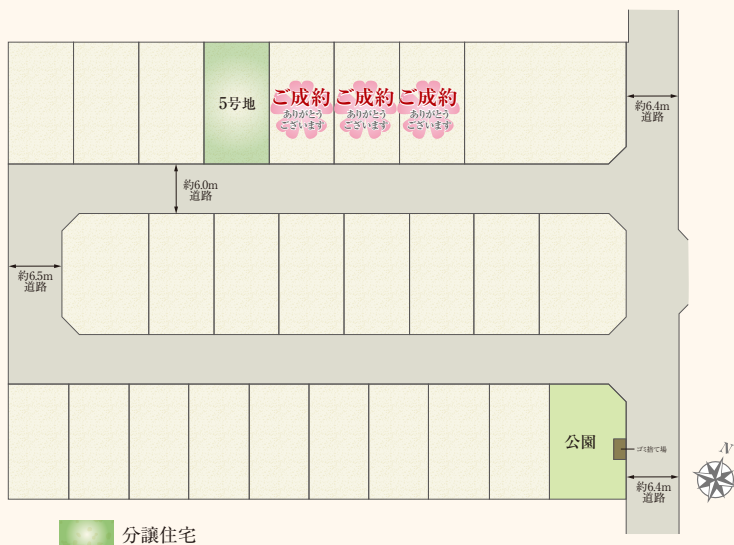 5号地
ご成約
ありがとう
ございます
ご成約
ありがとう
ございます
ご成約
ありがとう
ございます
約6.4m
道路
約6.0m
道路
約6.5m
道路
公園
ゴミ捨て場
N
約6.4m
道路
分譲住宅